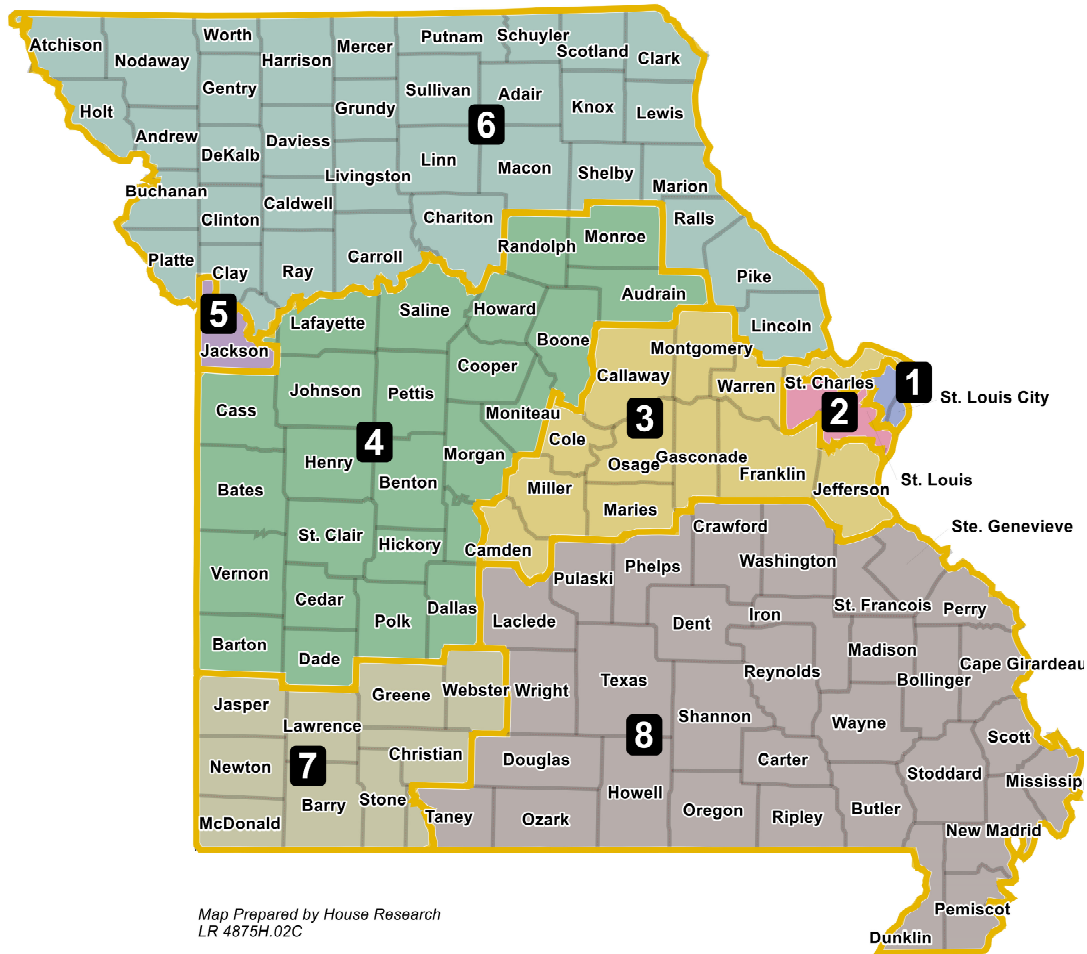 Atchison
Nodaway
Worth
Harrison
Mercer
Putnam
Schuyler
Scotland
Clark
Holt
Gentry
Grundy
Sullivan
Adair
Knox
Lewis
Andrew
DeKalb
Daviess
6
Linn
Macon
Shelby
Marion
Buchanan
Livingston
Clinton
Caldwell
Chariton
Ralls
Randolph
Monroe
Platte
Clay
Ray
Carroll
Pike
Audrain
5
Lafayette
Saline
Howard
Lincoln
Jackson
Boone
Montgomery
Cooper
Callaway
Warren
St. Charles
1
St. Louis City
Johnson
Pettis
Cass
Moniteau
3
2
4
Cole
Henry
Morgan
Osage
Gasconade
Franklin
Bates
Benton
Miller
Jefferson
St. Louis
Maries
St. Clair
Hickory
Camden
Crawford
Ste. Genevieve
Washington
Vernon
Pulaski
Phelps
Cedar
Polk
Dallas
Laclede
Dent
Iron
St. Francois
Perry
Barton
Dade
Madison
Cape Girardeau
Jasper
Greene
Webster
Wright
Texas
Reynolds
Bollinger
Lawrence
Shannon
Wayne
8
Scott
Newton
7
Christian
Douglas
Carter
Stoddard
Mississip
Barry
Stone
Howell
McDonald
Taney
Ozark
Oregon
Ripley
Butler
New Madrid
Pemiscot
Dunklin
Map Prepared by House Research
LR 4875H.02C